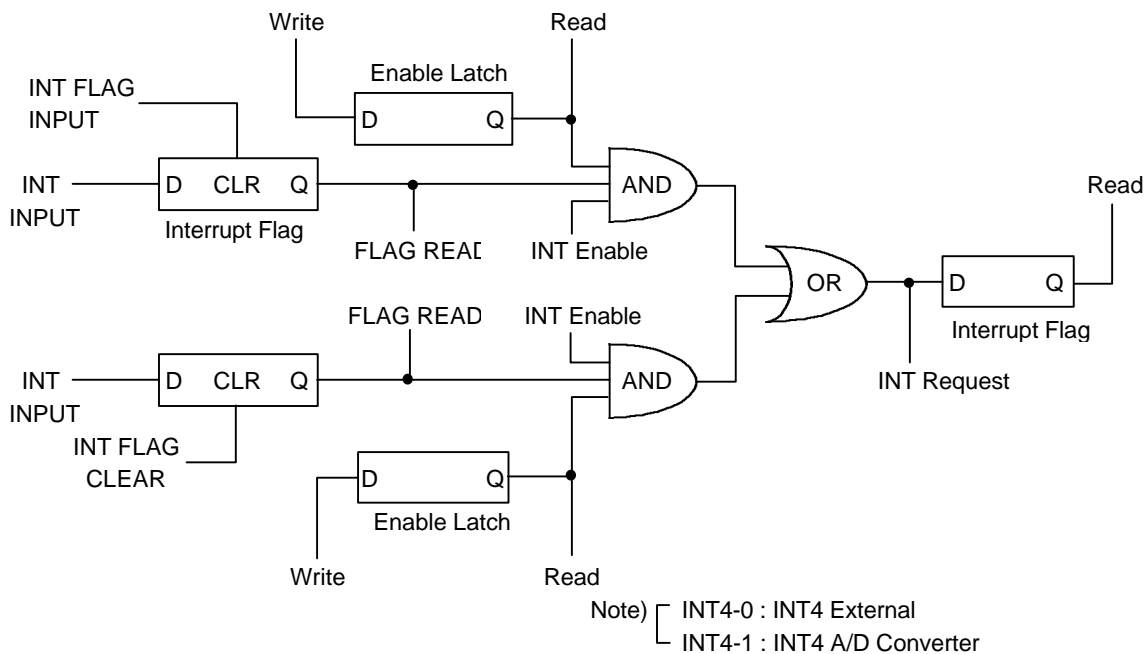 Write
Read
Enable Latch
D Q
INT FLAG
INPUT
INT
INPUT
D CLR Q
Interrupt Flag
FLAG READ
AND
INT Enable
Read
OR
D Q
Interrupt Flag
INT Request
FLAG READ
INT Enable
INT
INPUT
D CLR Q
AND
INT FLAG
CLEAR
D Q
Enable Latch
Write
Read
Note) INT4-0 : INT4 External
INT4-1 : INT4 A/D Converter